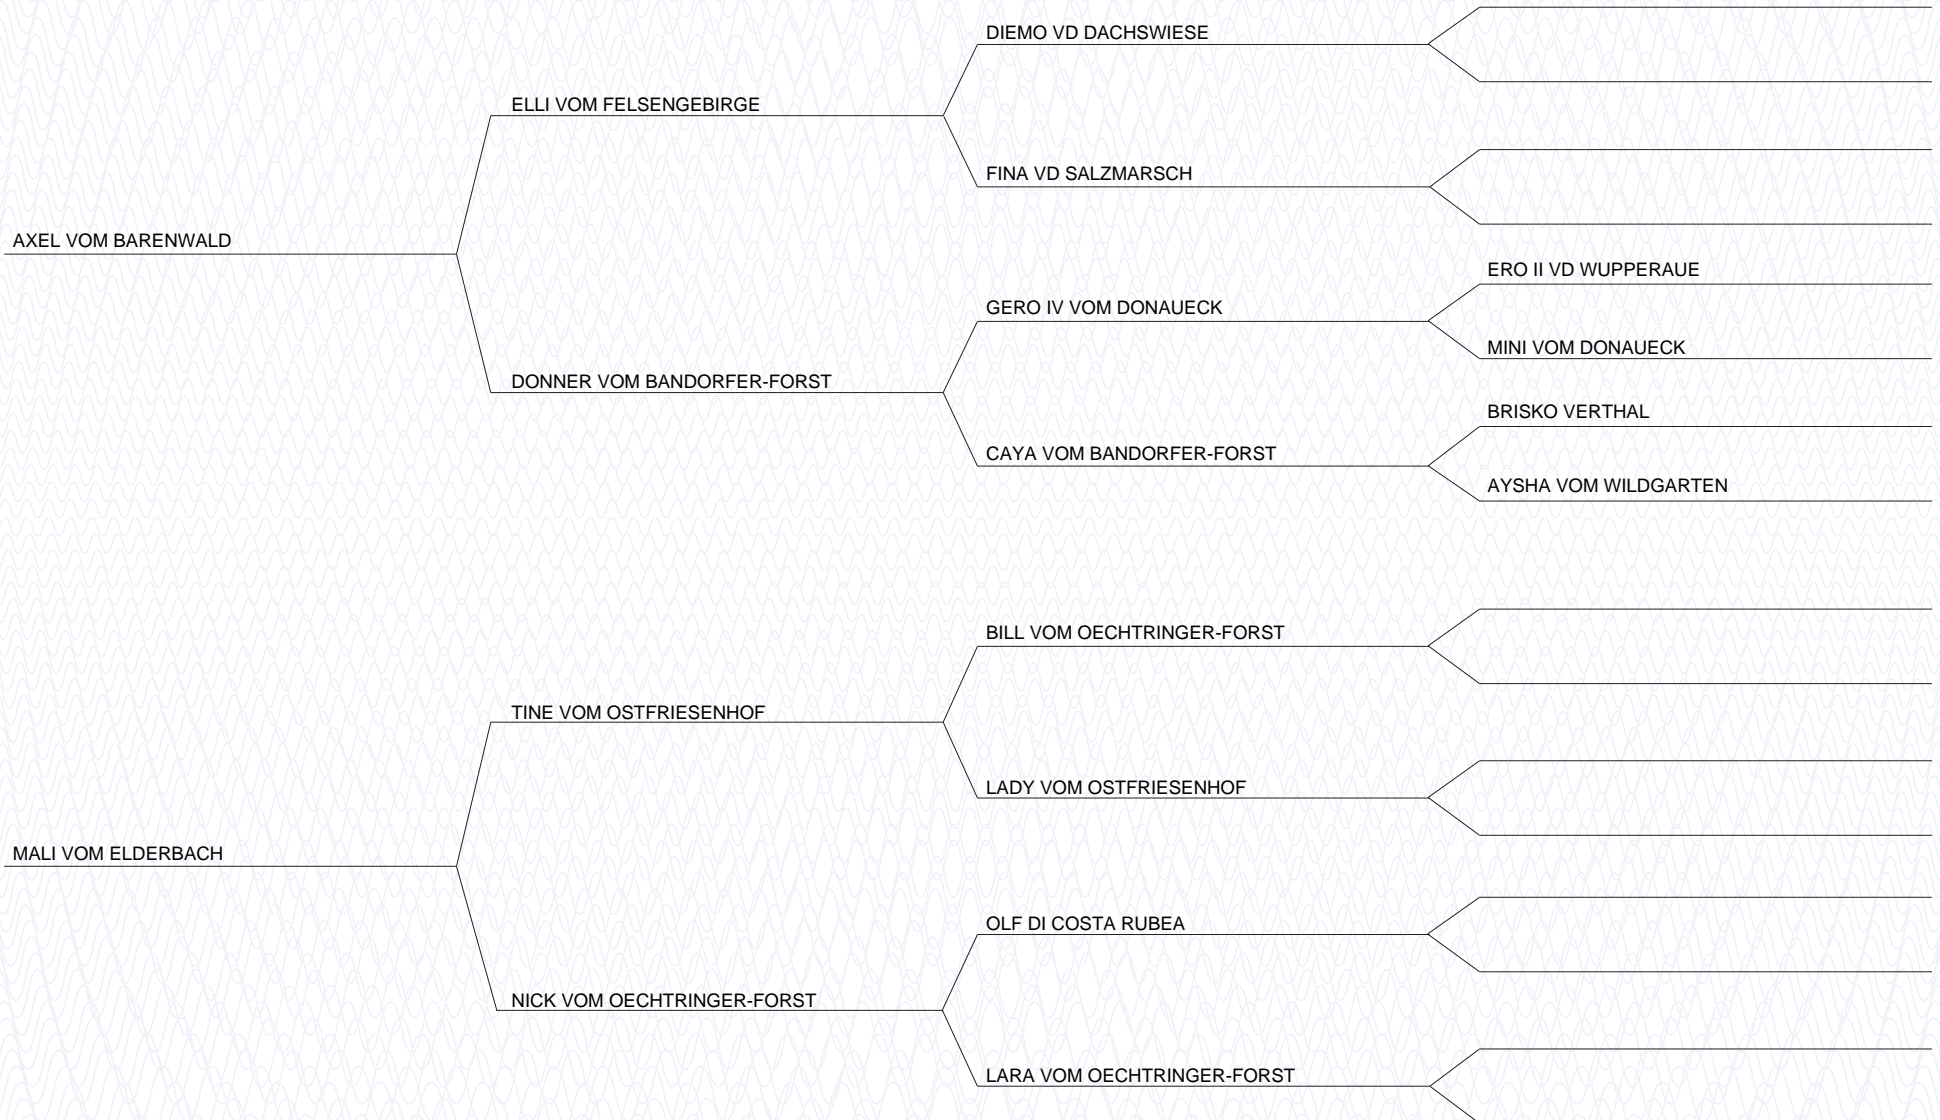 DIEMO VD DACHSWIESE
ELLI VOM FELSENGEBIRGE
FINA VD SALZMARSCH
AXEL VOM BARENWALD
ERO II VD WUPPERAUE
GERO IV VOM DONAUECK
MINI VOM DONAUECK
DONNER VOM BANDORFER-FORST
BRISKO VERTHAL
CAYA VOM BANDORFER-FORST
AYSHA VOM WILDGARTEN
BILL VOM OECHTRINGER-FORST
TINE VOM OSTFRIESENHOF
LADY VOM OSTFRIESENHOF
MALI VOM ELDERBACH
OLF DI COSTA RUBEA
NICK VOM OECHTRINGER-FORST
LARA VOM OECHTRINGER-FORST